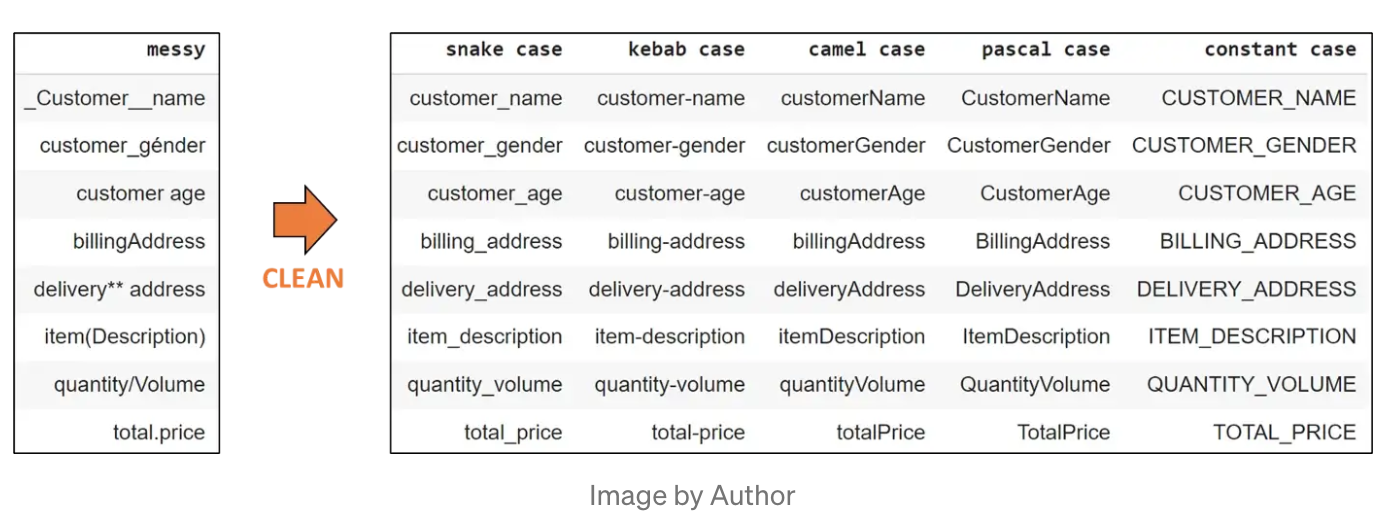 messy
_Customer__name
customer_génder
customer age
billingAddress
delivery** address
item(Description)
quantity/Volume
total.price
CLEAN
snake case kebab case camel case pascal case constant case
customer_name customer-name customerName CustomerName CUSTOMER_NAME
customer_gender customer-gender customerGender CustomerGender CUSTOMER_GENDER
customer_age customer-age customerAge CustomerAge CUSTOMER_AGE
billing_address billing-address billingAddress BillingAddress BILLING_ADDRESS
delivery_address delivery-address deliveryAddress DeliveryAddress DELIVERY_ADDRESS
item_description item-description itemDescription ItemDescription ITEM_DESCRIPTION
quantity_volume quantity-volume quantityVolume QuantityVolume QUANTITY_VOLUME
total_price total-price totalPrice TotalPrice TOTAL_PRICE
Image by Author